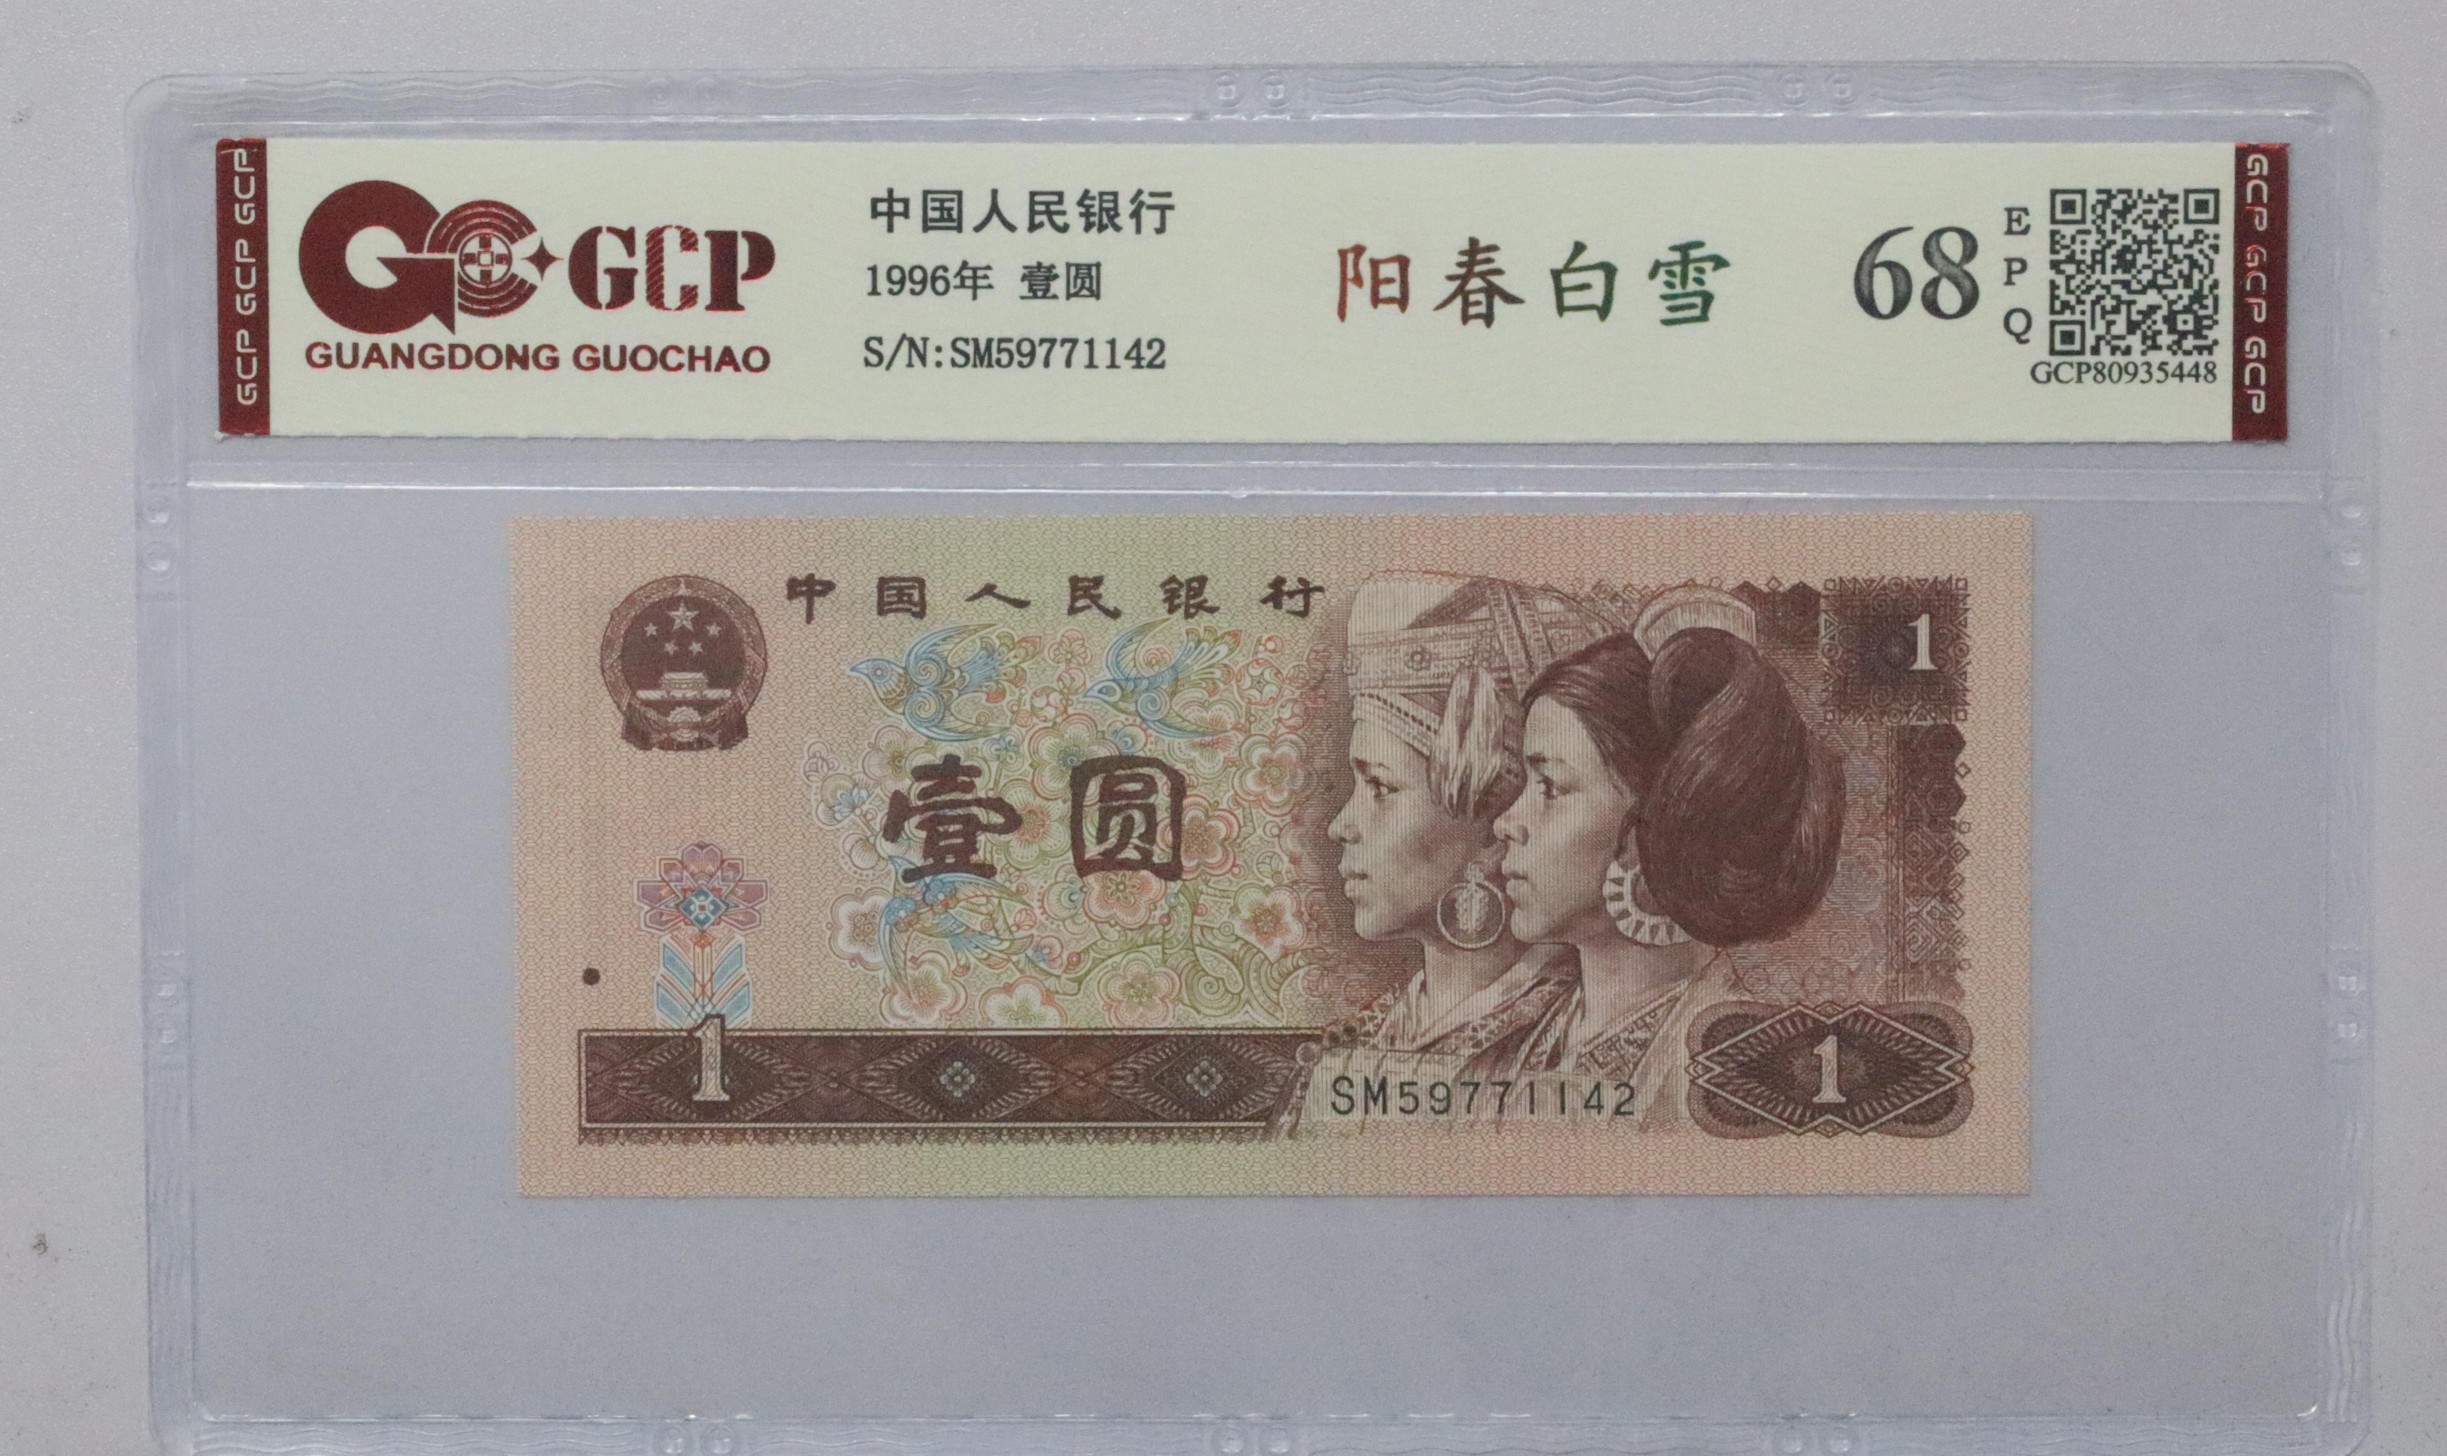 GCP GCP GCP
GCP
GUANGDONG GUOCHAO
中国人民银行
1996年 壹圆
S/N:SM59771142
阳春白雪
68
EPQ
GCP80935448
GCP GCP GCP
中国人民银行
1
壹圆
1
SM59771142
1